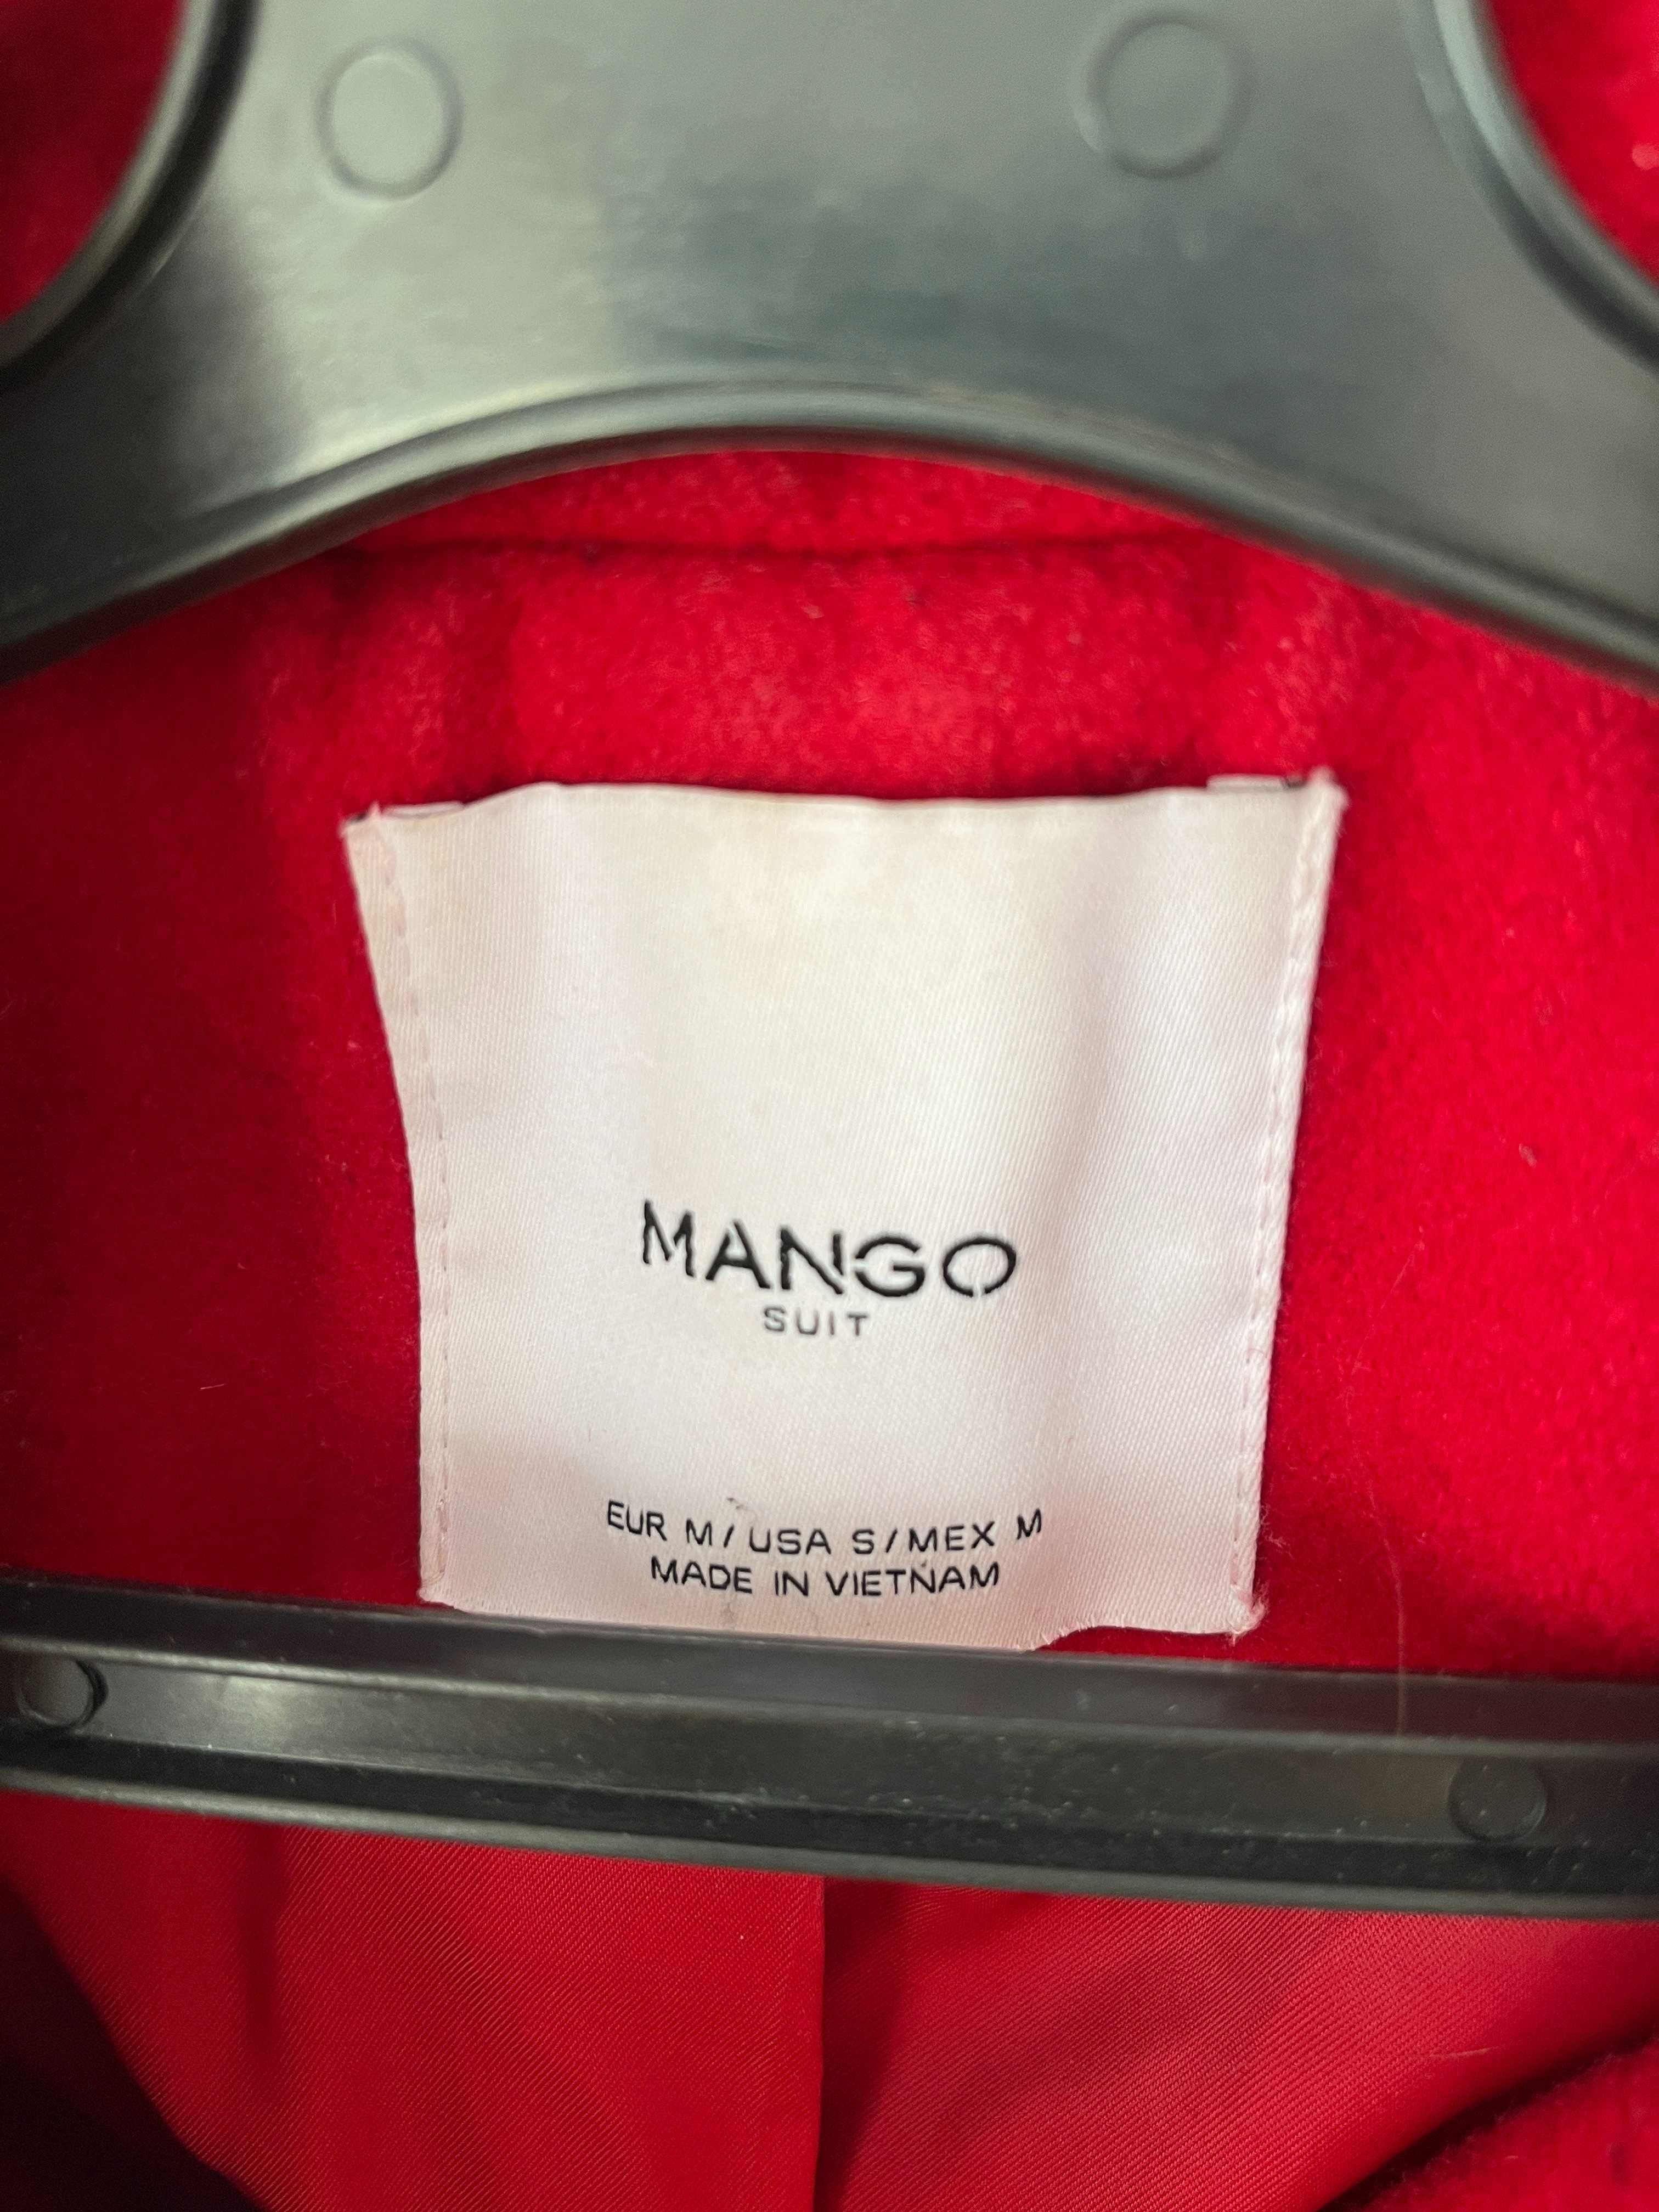 MANGO
SUIT
EUR M/USA S/MEX M
MADE IN VIETNAM